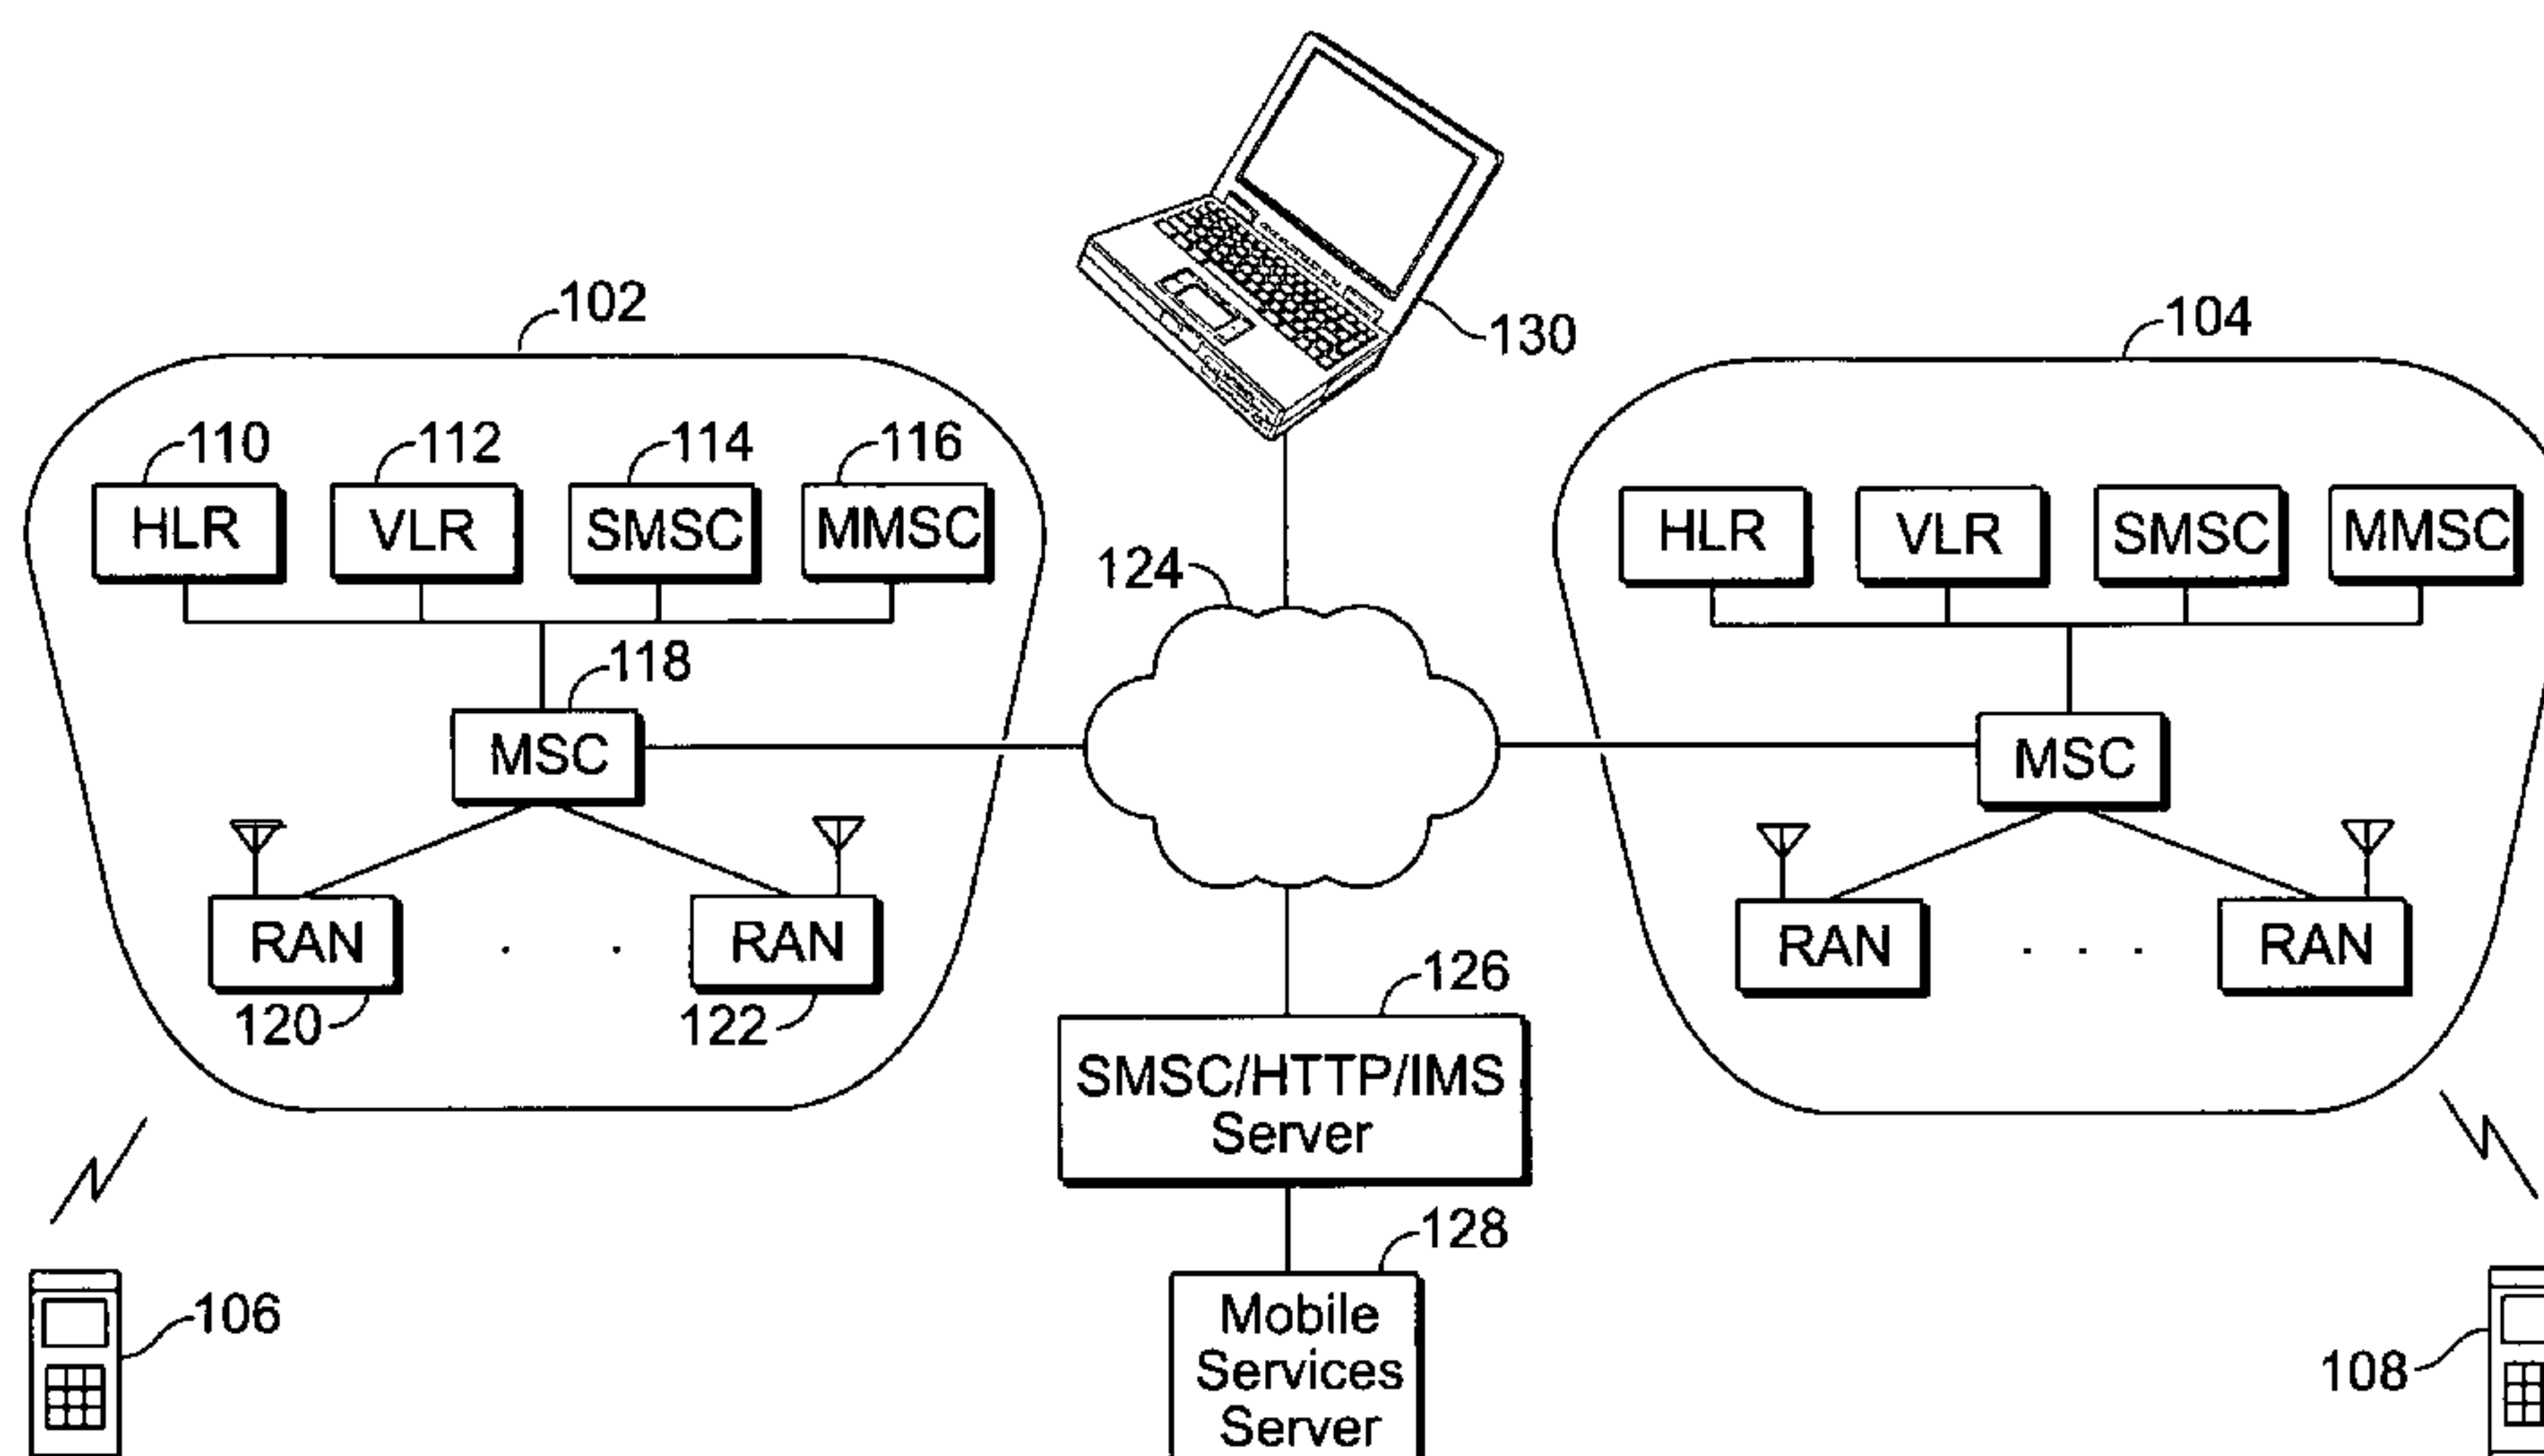 102
130
104
110
112
114
116
HLR
VLR
SMSC
MMSC
HLR
VLR
SMSC
MMSC
124
118
MSC
MSC
RAN
. .
RAN
RAN
. . .
RAN
120
122
126
SMSC/HTTP/IMS
Server
128
Mobile
Services
Server
106
108